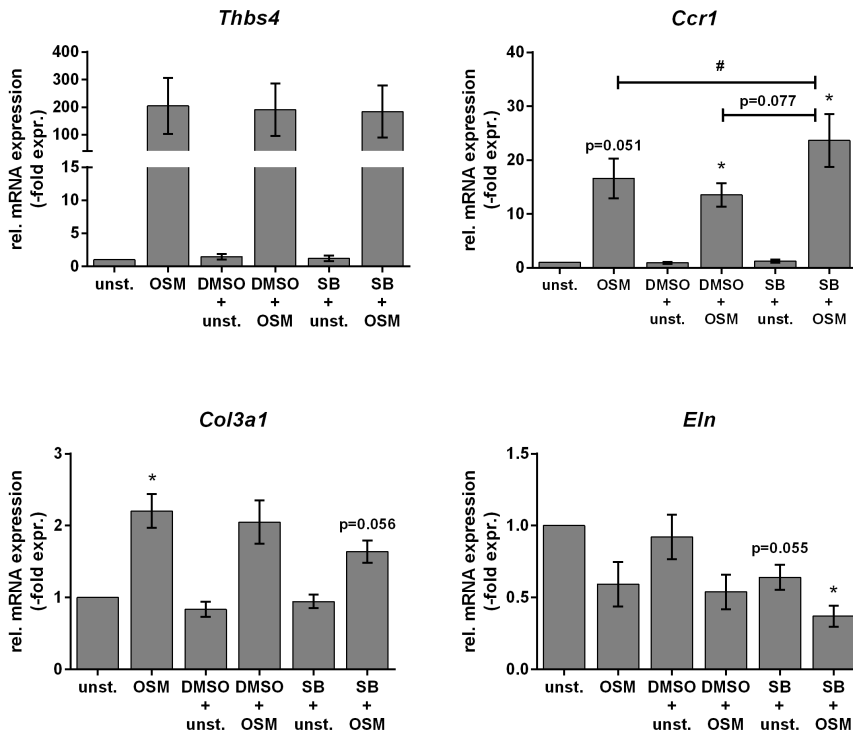 Thbs4
rel. mRNA expression
(-fold expr.)
400
300
200
100
15
10
5
0
unst.
OSM
DMSO
+
unst.
DMSO
+
OSM
SB
+
unst.
SB
+
OSM
Ccr1
rel. mRNA expression
(-fold expr.)
40
30
20
10
0
#
p=0.077
*
p=0.051
*
unst.
OSM
DMSO
+
unst.
DMSO
+
OSM
SB
+
unst.
SB
+
OSM
Col3a1
rel. mRNA expression
(-fold expr.)
3
2
1
0
*
p=0.056
unst.
OSM
DMSO
+
unst.
DMSO
+
OSM
SB
+
unst.
SB
+
OSM
Eln
rel. mRNA expression
(-fold expr.)
1.5
1.0
0.5
0.0
p=0.055
*
unst.
OSM
DMSO
+
unst.
DMSO
+
OSM
SB
+
unst.
SB
+
OSM